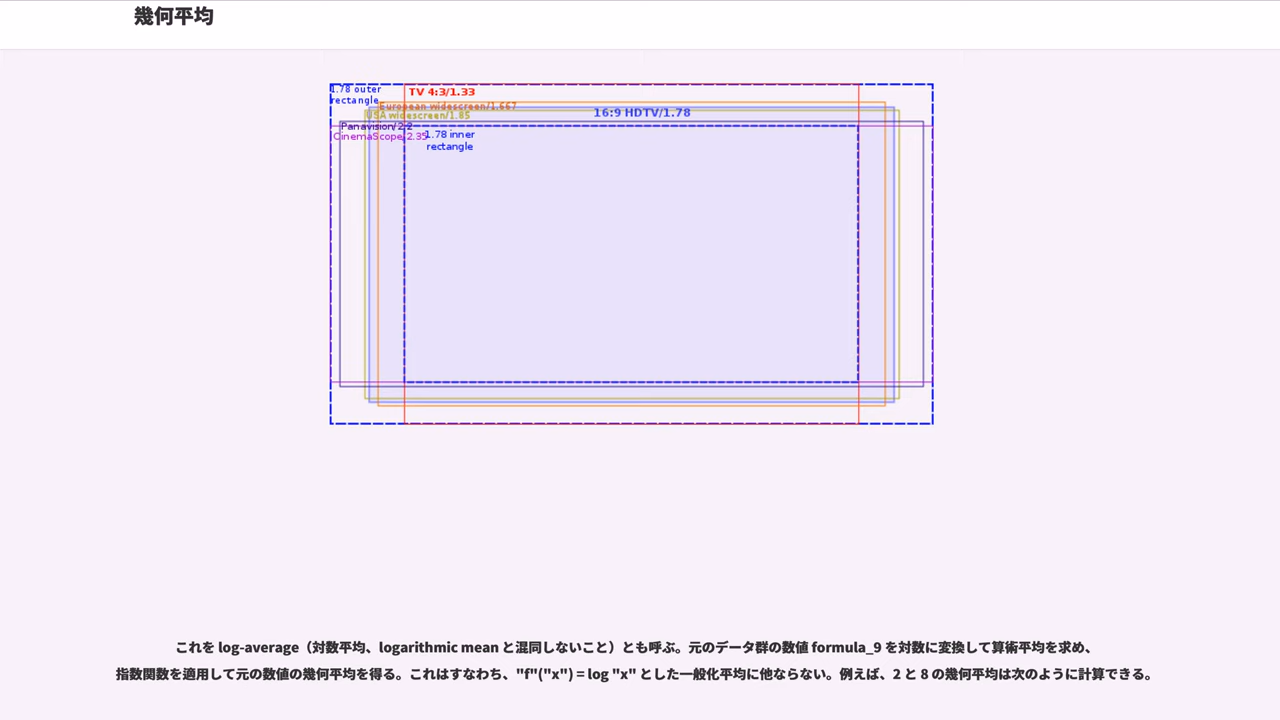 幾何平均
1.78 outer
rectangle
TV 4:3/1.33
European widescreen/1.667
USA widescreen/1.85
16:9 HDTV/1.78
Panavision/2.2
CinemaScope/2.35
1.78 inner
rectangle
これを log-average（対数平均、logarithmic mean と混同しないこと）とも呼ぶ。元のデータ群の数値 formula_9 を対数に変換して算術平均を求め、
指数関数を適用して元の数値の幾何平均を得る。これはすなわち、"f"("x") = log "x" とした一般化平均に他ならない。例えば、2 と 8 の幾何平均は次のように計算できる。